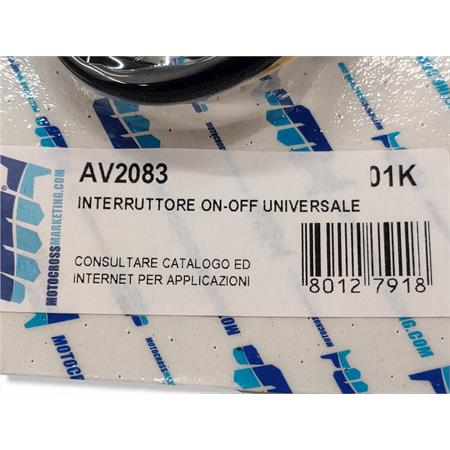 AV2083 01K
INTERRUTTORE ON-OFF UNIVERSALE
CONSULTARE CATALOGO ED
INTERNET PER APPLICAZIONI
8012 7918
MOTOCROSSMARKETING.COM